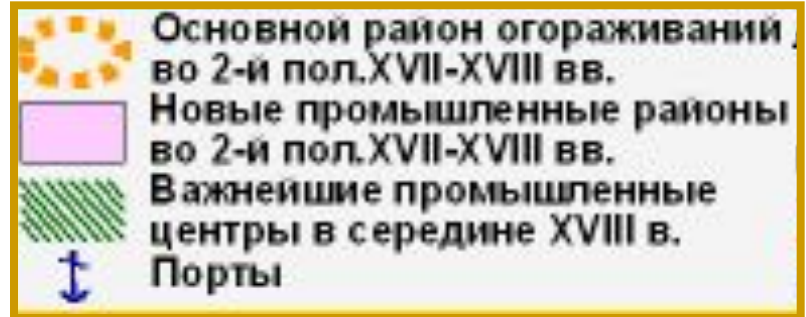 Основной район огораживаний
во 2-й пол.XVII-XVIII вв.
Новые промышленные районы
во 2-й пол.XVII-XVIII вв.
Важнейшие промышленные
центры в середине XVIII в.
Порты